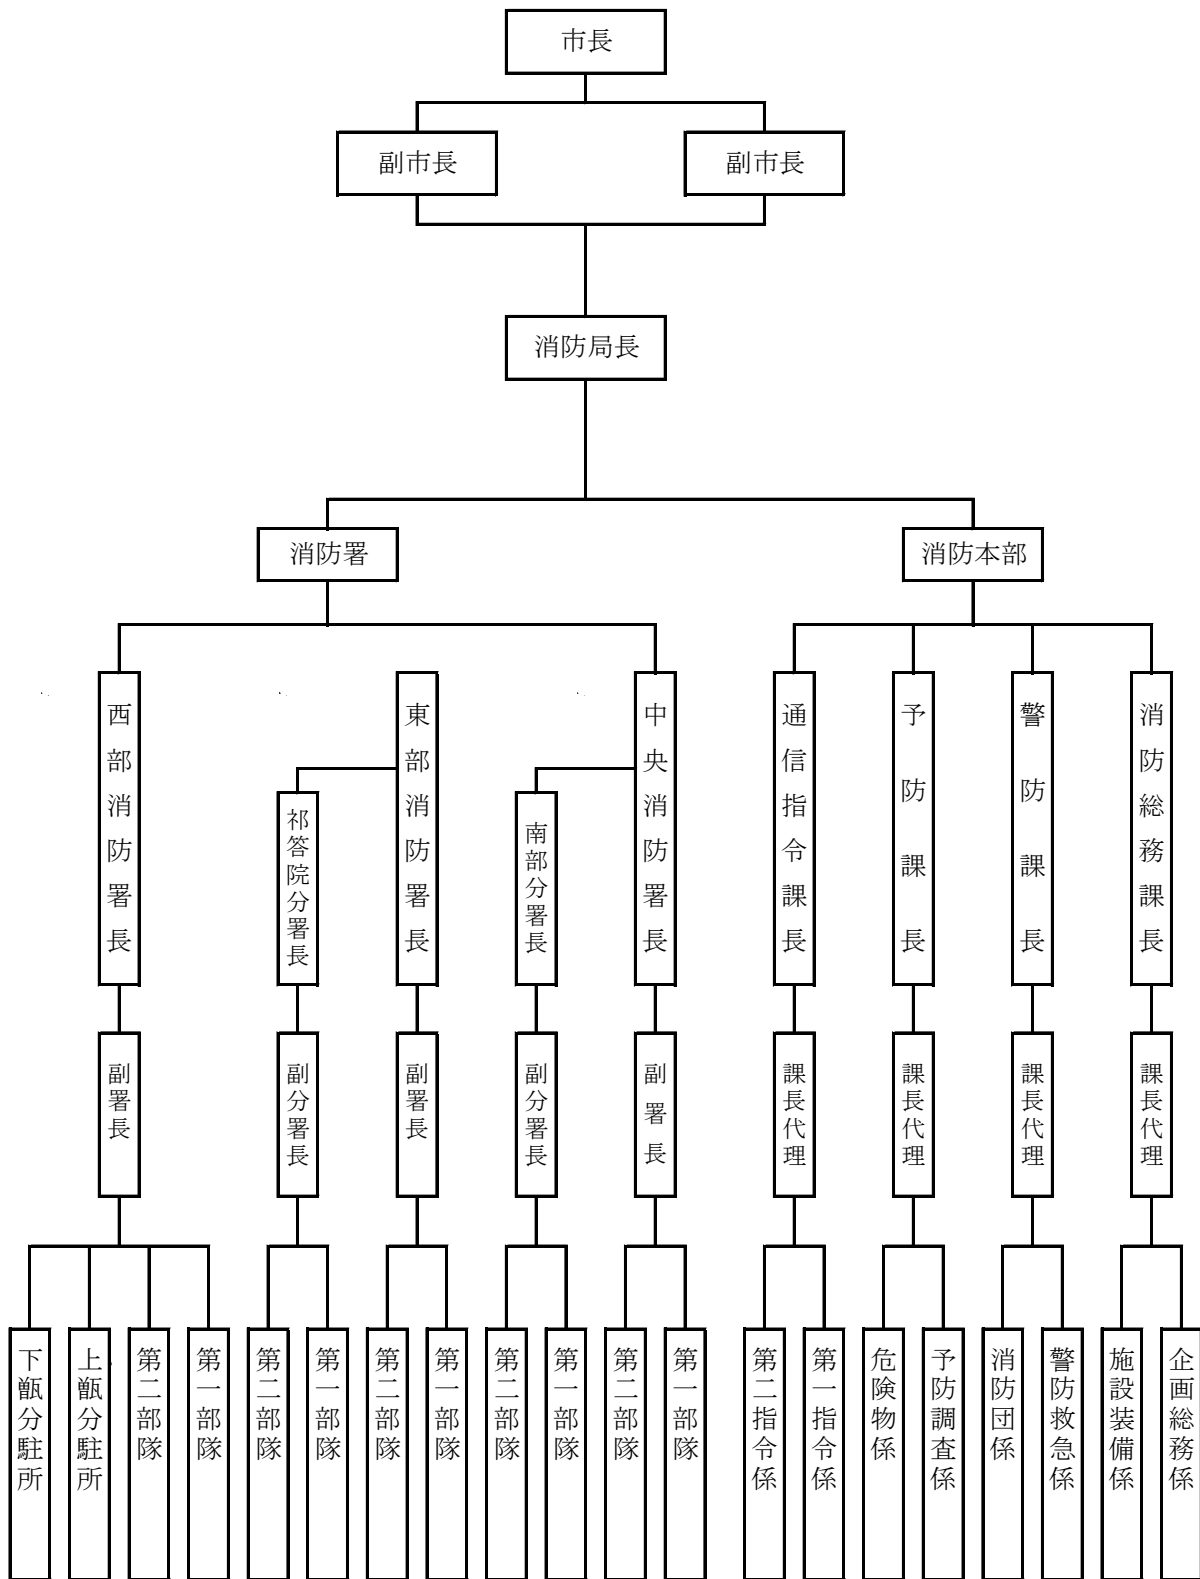 市長
副市長
副市長
消防局長
消防署
消防本部
西部消防署長
東部消防署長
中央消防署長
通信指令課長
予防課長
警防課長
消防総務課長
祁答院分署長
南部分署長
副署長
副分署長
副署長
副分署長
副署長
課長代理
課長代理
課長代理
課長代理
下甑分駐所
上甑分駐所
第二部隊
第一部隊
第二部隊
第一部隊
第二部隊
第一部隊
第二部隊
第一部隊
第二部隊
第一部隊
第二指令係
第一指令係
危険物係
予防調査係
消防団係
警防救急係
施設装備係
企画総務係